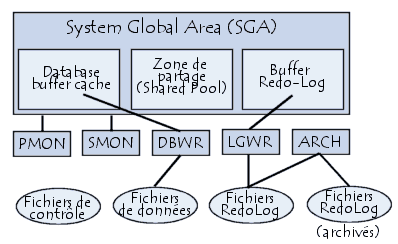 System Global Area (SGA)
Database
buffer cache
Zone de
partage
(Shared Pool)
Buffer
Redo-Log
PMON
SMON
DBWR
LGWR
ARCH
Fichiers de
contrôle
Fichiers
de données
Fichiers
RedoLog
Fichiers
RedoLog
(archivés)